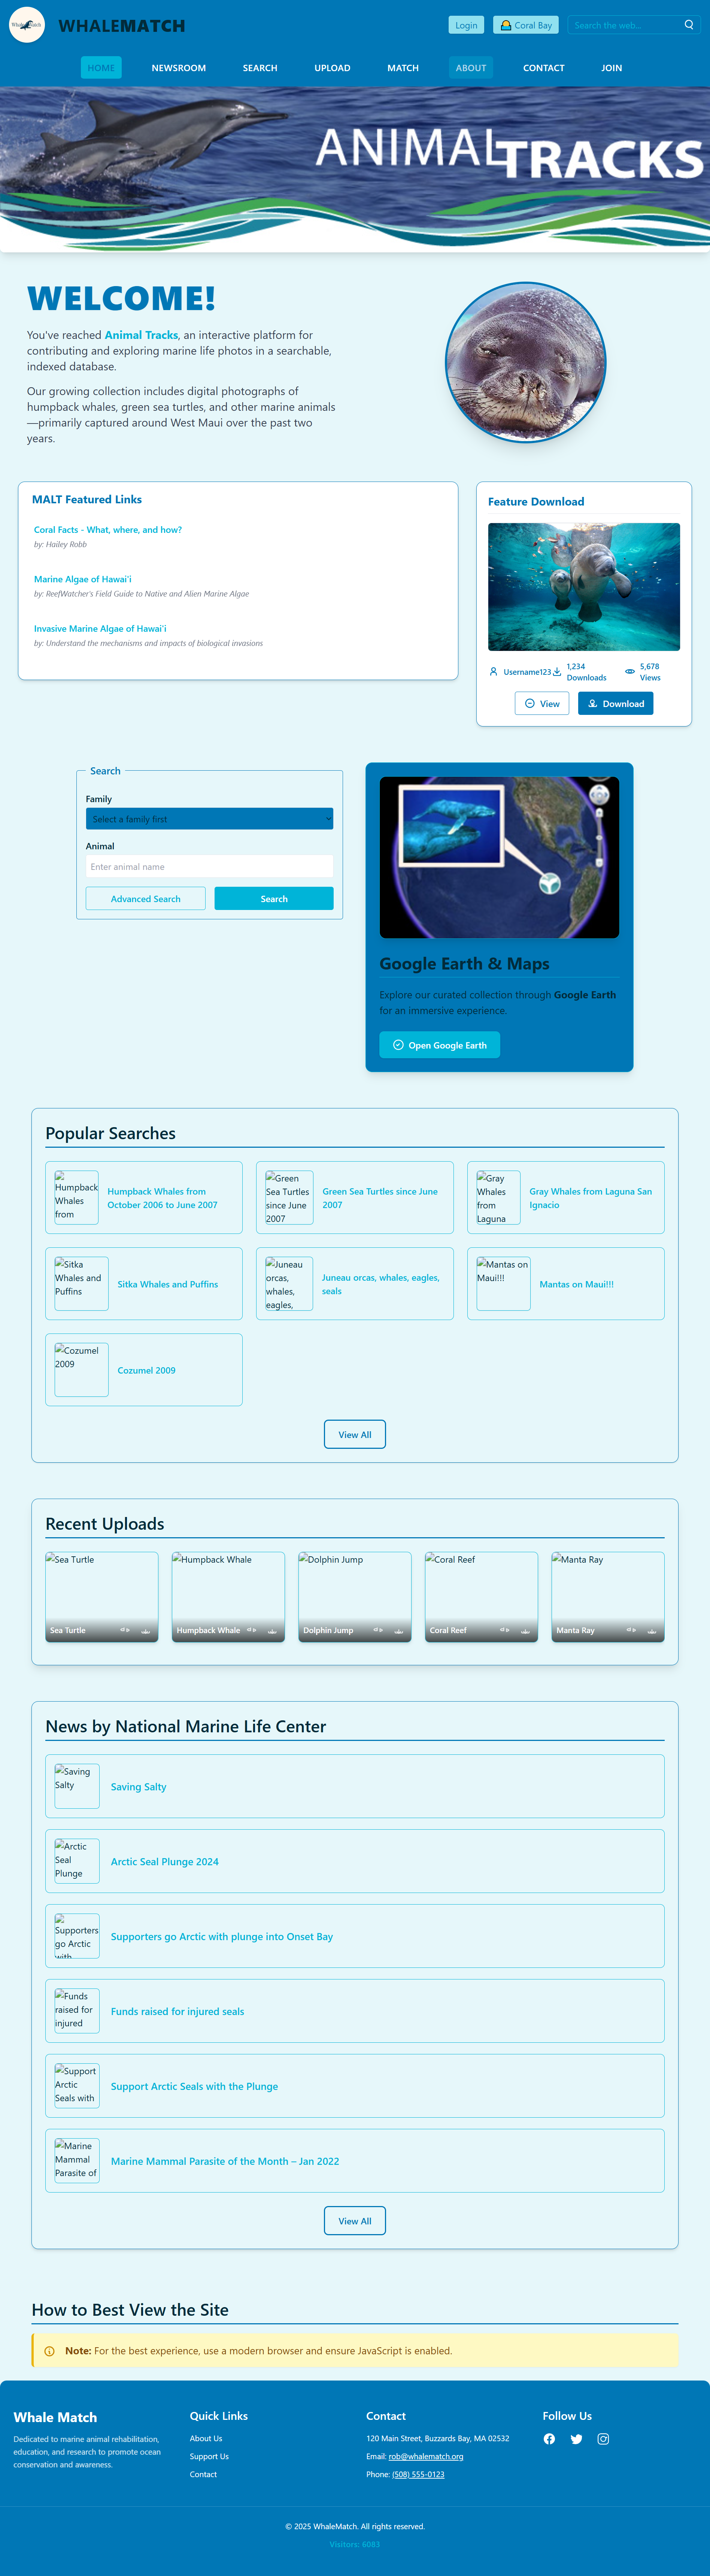 WhaleMatch
WHALEMATCH
Login
Coral Bay
Search the web...
HOME
NEWSROOM
SEARCH
UPLOAD
MATCH
ABOUT
CONTACT
JOIN
ANIMAL TRACKS
WELCOME!
You've reached Animal Tracks, an interactive platform for
contributing and exploring marine life photos in a searchable,
indexed database.
Our growing collection includes digital photographs of
humpback whales, green sea turtles, and other marine animals
—primarily captured around West Maui over the past two
years.
MALT Featured Links
Coral Facts - What, where, and how?
by: Hailey Robb
Marine Algae of Hawai'i
by: ReefWatcher's Field Guide to Native and Alien Marine Algae
Invasive Marine Algae of Hawai'i
by: Understand the mechanisms and impacts of biological invasions
Feature Download
Username123
1,234
Downloads
5,678
Views
View
Download
Search
Family
Select a family first
Animal
Enter animal name
Advanced Search
Search
Google Earth & Maps
Explore our curated collection through Google Earth
for an immersive experience.
Open Google Earth
Popular Searches
Humpback
Whales
from
Humpback Whales from
October 2006 to June 2007
Green
Sea Turtles
since June
2007
Green Sea Turtles since June
2007
Gray
Whales
from
Laguna
Gray Whales from Laguna San
Ignacio
Sitka
Whales and
Puffins
Sitka Whales and Puffins
Juneau
orcas,
whales,
eagles,
Juneau orcas, whales, eagles,
seals
Mantas on
Maui!!!
Mantas on Maui!!!
Cozumel
2009
Cozumel 2009
View All
Recent Uploads
Sea Turtle
Humpback Whale
Dolphin Jump
Coral Reef
Manta Ray
Sea Turtle
Humpback Whale
Dolphin Jump
Coral Reef
Manta Ray
News by National Marine Life Center
Saving
Salty
Saving Salty
Arctic
Seal
Plunge
Arctic Seal Plunge 2024
Supporters
go Arctic
with
Supporters go Arctic with plunge into Onset Bay
Funds
raised for
injured
Funds raised for injured seals
Support
Arctic
Seals with
Support Arctic Seals with the Plunge
Marine
Mammal
Parasite of
Marine Mammal Parasite of the Month – Jan 2022
View All
How to Best View the Site
Note: For the best experience, use a modern browser and ensure JavaScript is enabled.
Whale Match
Dedicated to marine animal rehabilitation,
education, and research to promote ocean
conservation and awareness.
Quick Links
About Us
Support Us
Contact
Contact
120 Main Street, Buzzards Bay, MA 02532
Email: rob@whalematch.org
Phone: (508) 555-0123
Follow Us
© 2025 WhaleMatch. All rights reserved.
Visitors: 6083